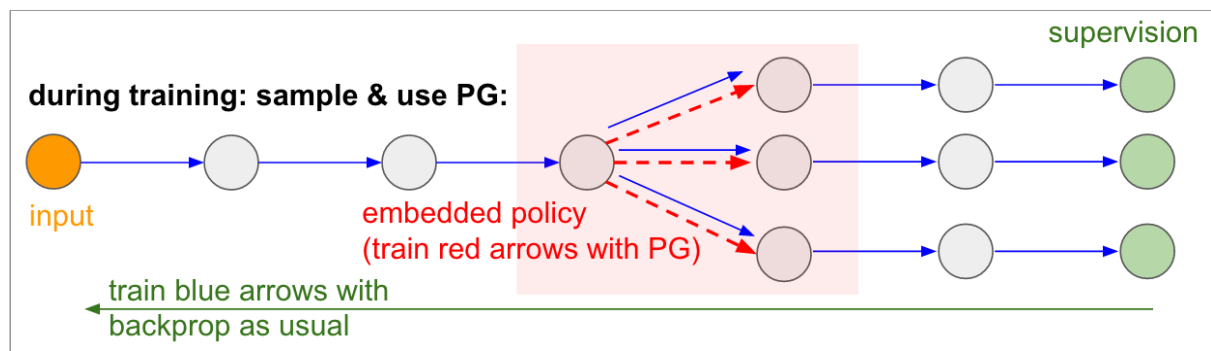 supervision
during training: sample & use PG:
input
embedded policy
(train red arrows with PG)
train blue arrows with
backprop as usual